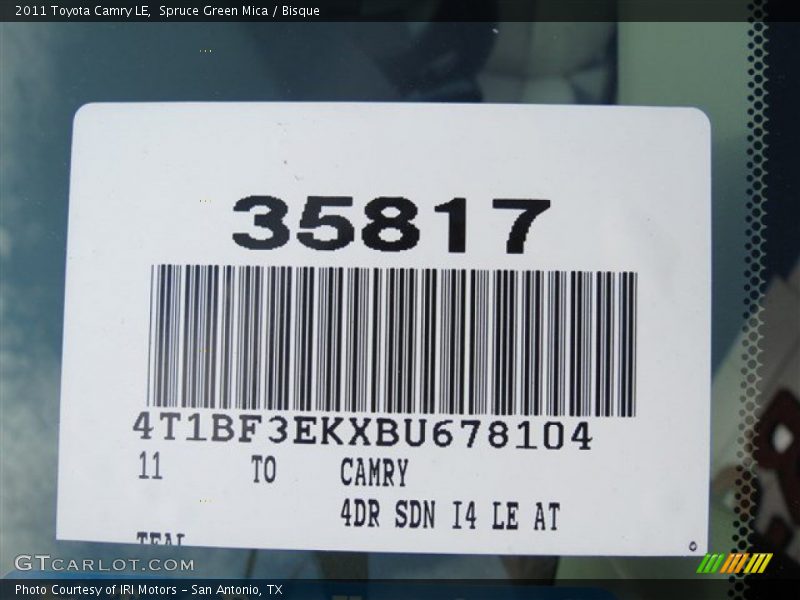 2011 Toyota Camry LE,  Spruce Green Mica / Bisque
35817
4T1BF3EKXBU678104
11 TO CAMRY
4DR SDN I4 LE AT
TEAL
GTCARLOT.COM
Photo Courtesy of IRI Motors – San Antonio, TX